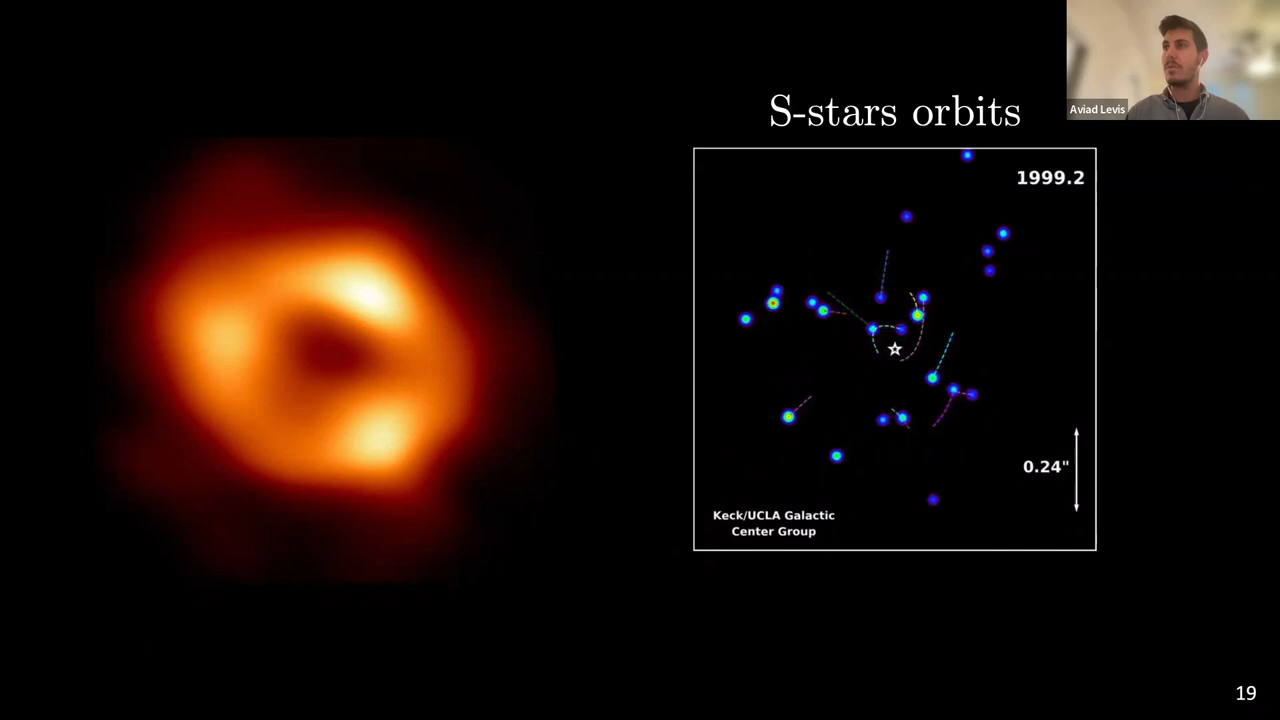 S-stars orbits
Aviad Levis
1999.2
0.24"
Keck/UCLA Galactic
Center Group
19